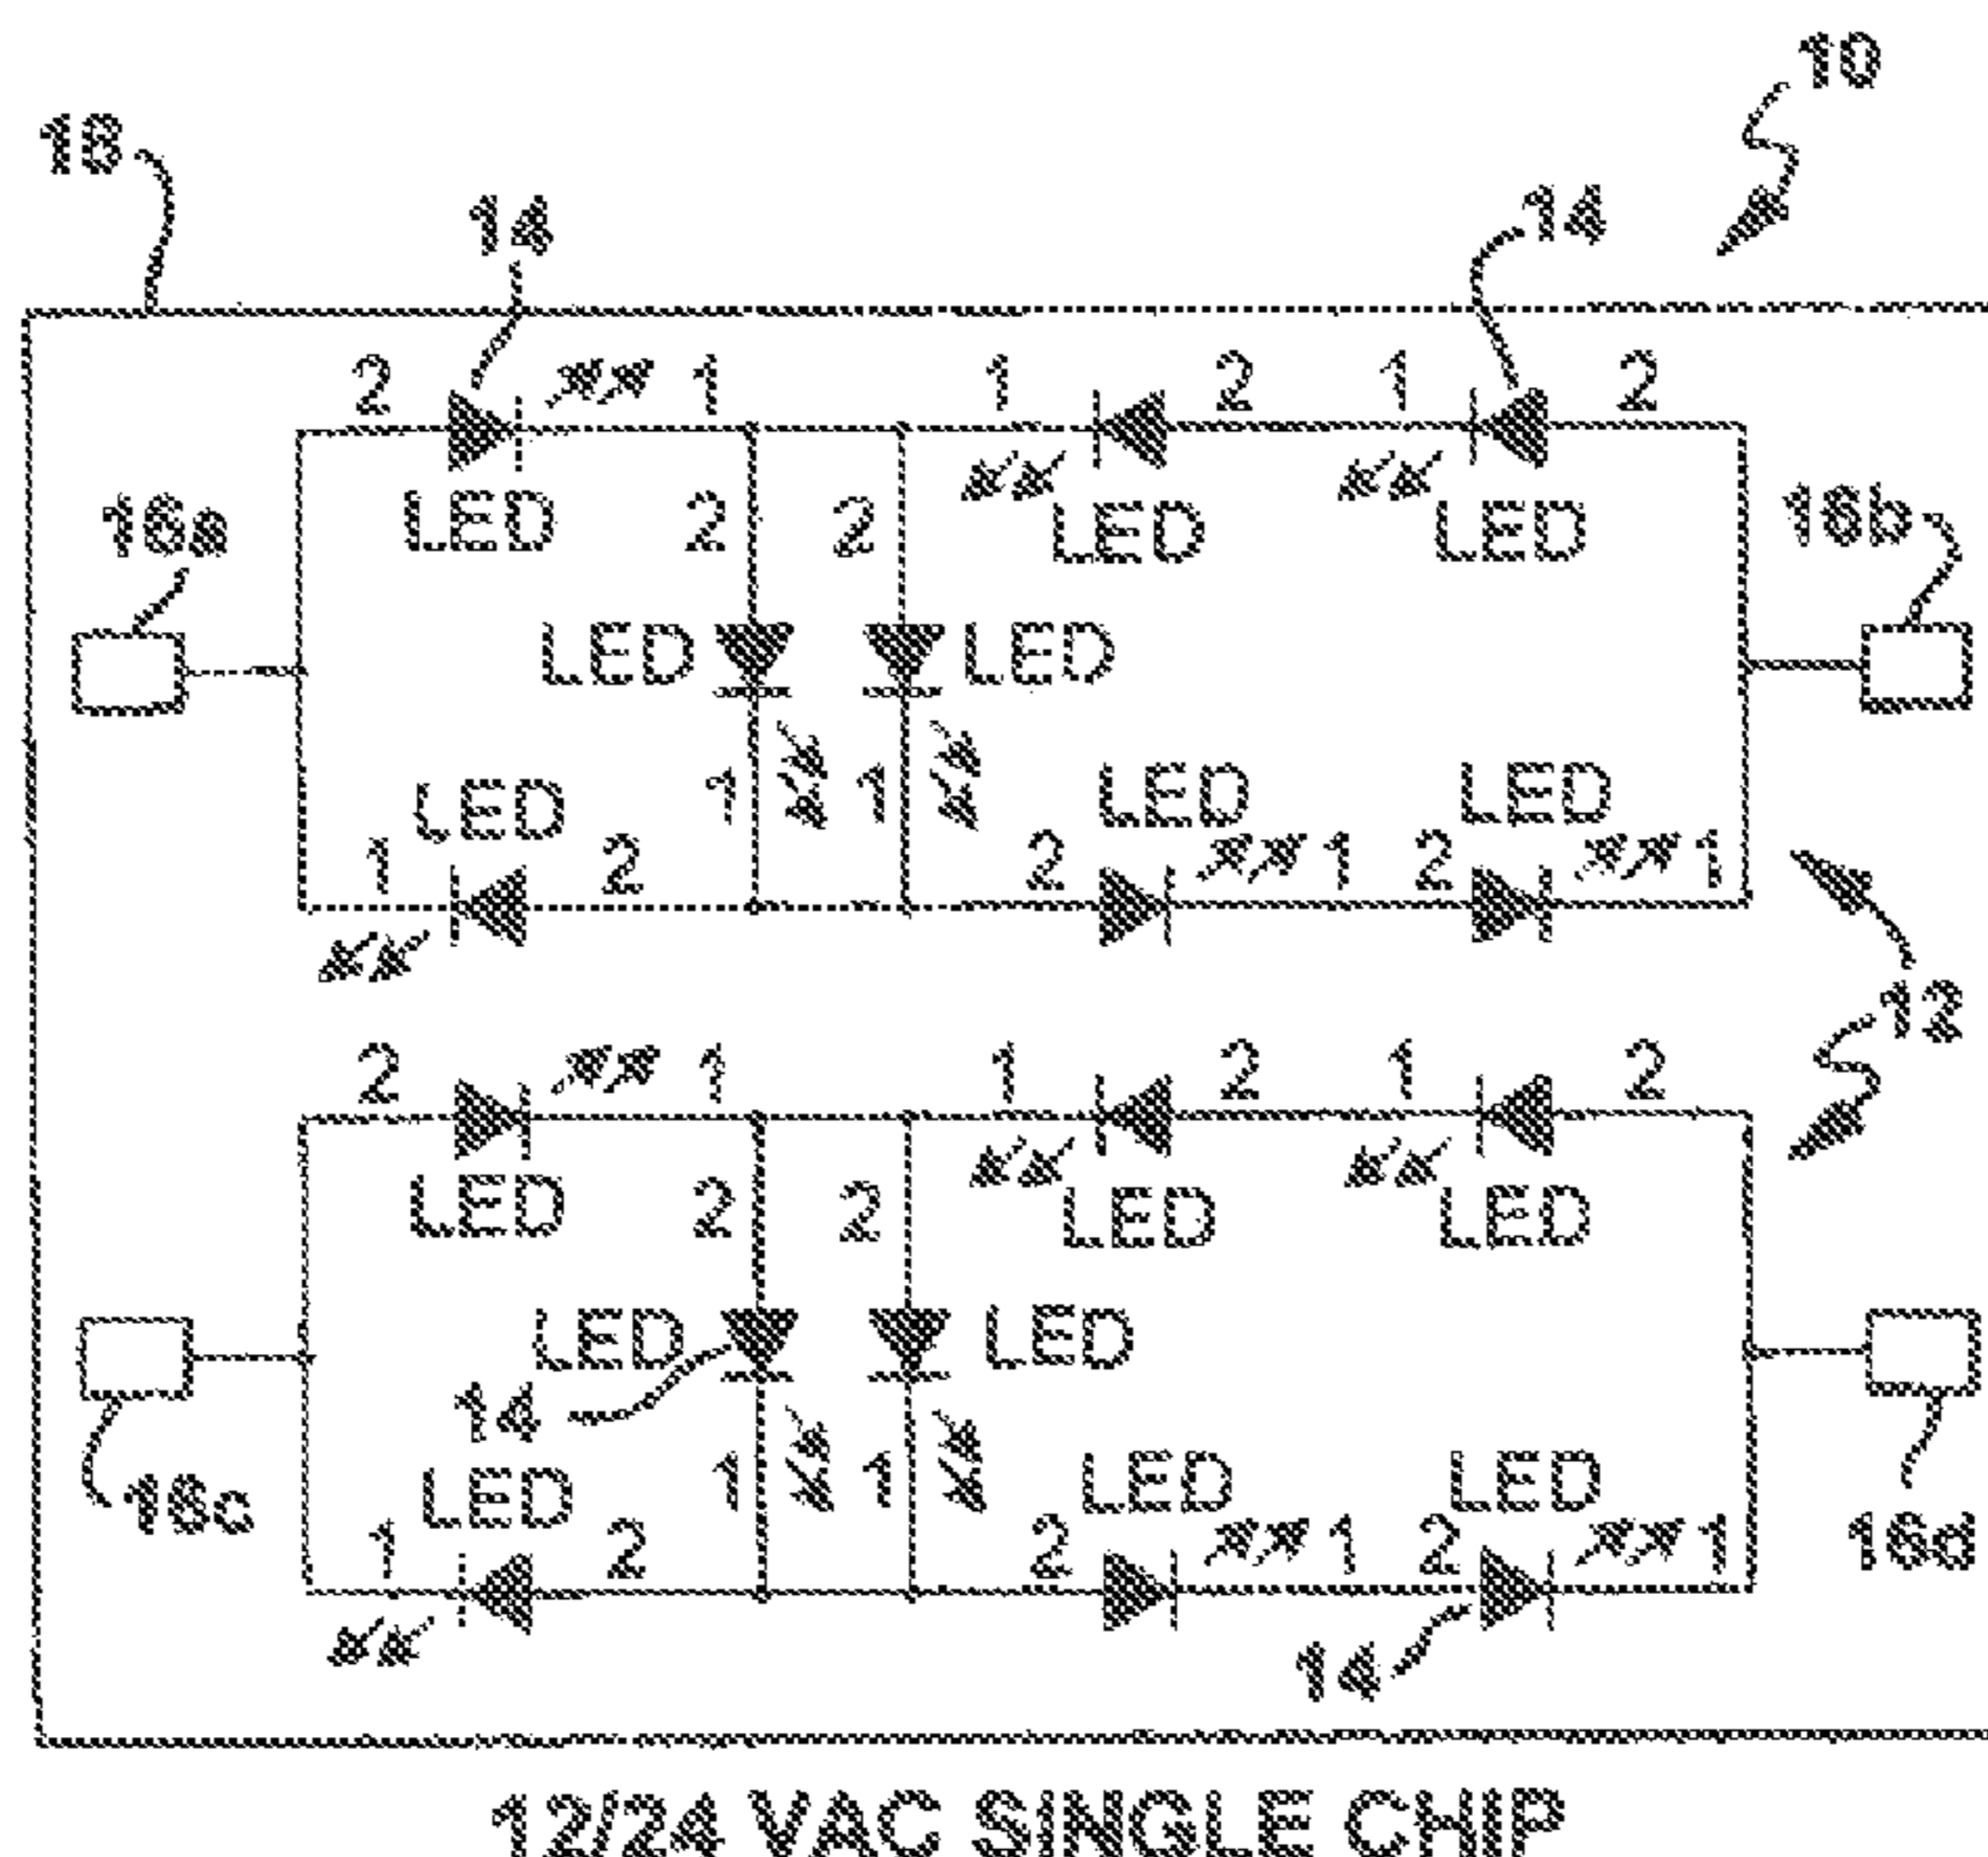 10
18
14 14
2 1 1 2 1 2
16a LED 2 2 LED LED 16b
LED LED
LED 1 1 LED LED
1 2 2 1 2 1
12
2 1 1 2 1 2
LED 2 2 LED LED
LED LED
14
16c LED 1 1 LED LED 16d
1 2 2 1 2 1
14
12/24 VAC SINGLE CHIP